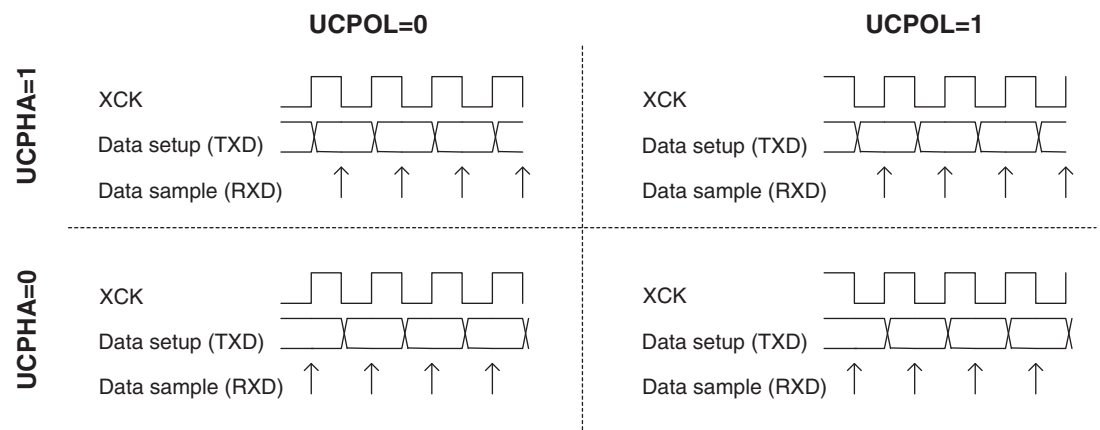 UCPOL=0
UCPOL=1
UCPHA=1
XCK
Data setup (TXD)
Data sample (RXD)
XCK
Data setup (TXD)
Data sample (RXD)
UCPHA=0
XCK
Data setup (TXD)
Data sample (RXD)
XCK
Data setup (TXD)
Data sample (RXD)